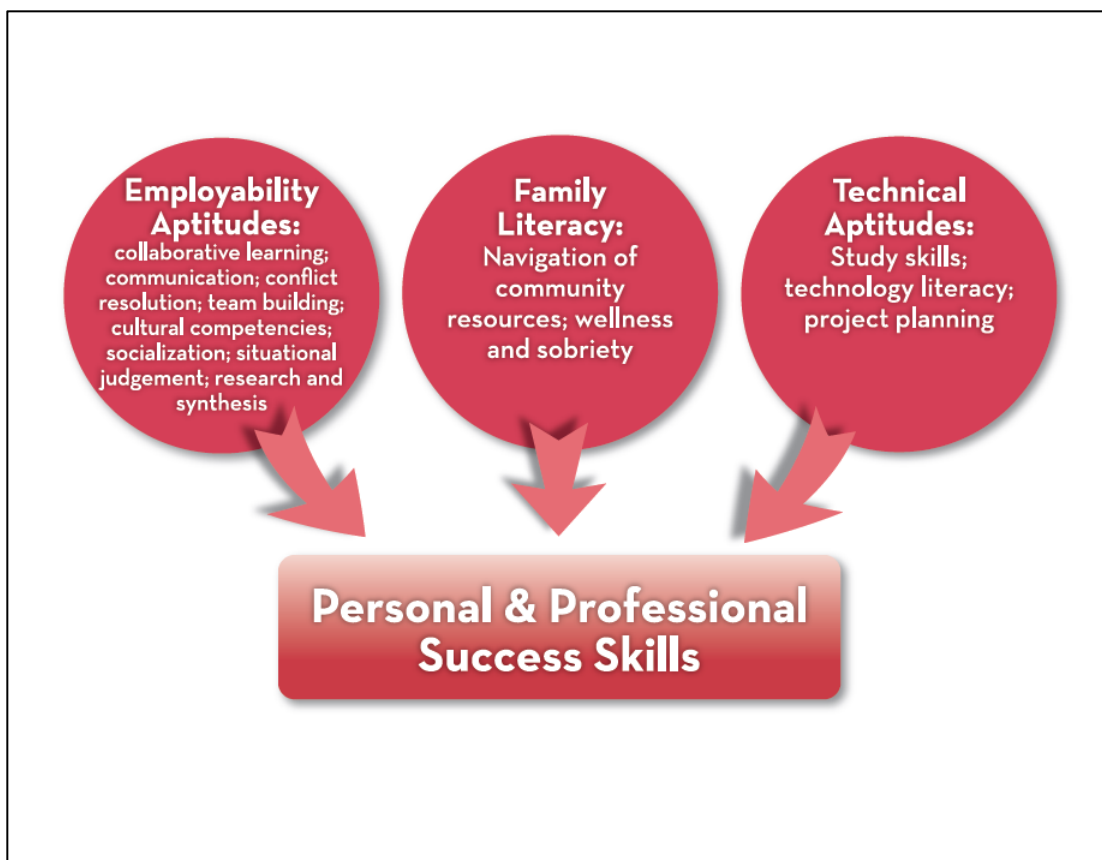 Employability
Aptitudes:
collaborative learning;
communication; conflict
resolution; team building;
cultural competencies;
socialization; situational
judgement; research and
synthesis
Family
Literacy:
Navigation of
community
resources; wellness
and sobriety
Technical
Aptitudes:
Study skills;
technology literacy;
project planning
Personal & Professional
Success Skills